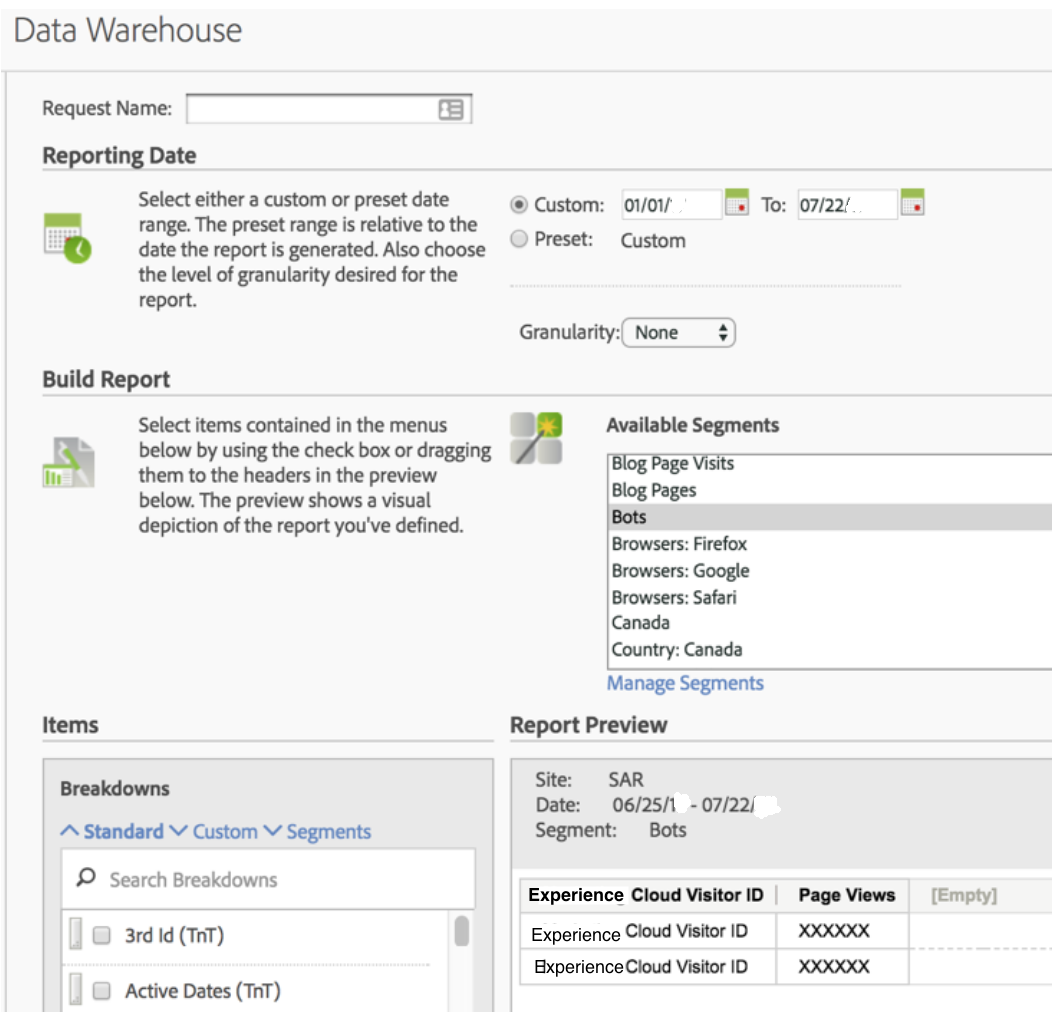 Data Warehouse
Request Name:
Reporting Date
Select either a custom or preset date
range. The preset range is relative to the
date the report is generated. Also choose
the level of granularity desired for the
report.
Custom: 01/01/ To: 07/22/
Preset: Custom
Granularity: None
Build Report
Select items contained in the menus
below by using the check box or dragging
them to the headers in the preview
below. The preview shows a visual
depiction of the report you've defined.
Available Segments
Blog Page Visits
Blog Pages
Bots
Browsers: Firefox
Browsers: Google
Browsers: Safari
Canada
Country: Canada
Manage Segments
Items
Breakdowns
Standard Custom Segments
Search Breakdowns
3rd Id (TnT)
Active Dates (TnT)
Report Preview
Site: SAR
Date: 06/25/1 - 07/22/
Segment: Bots
Experience Cloud Visitor ID Page Views [Empty]
Experience Cloud Visitor ID XXXXXX
Experience Cloud Visitor ID XXXXXX